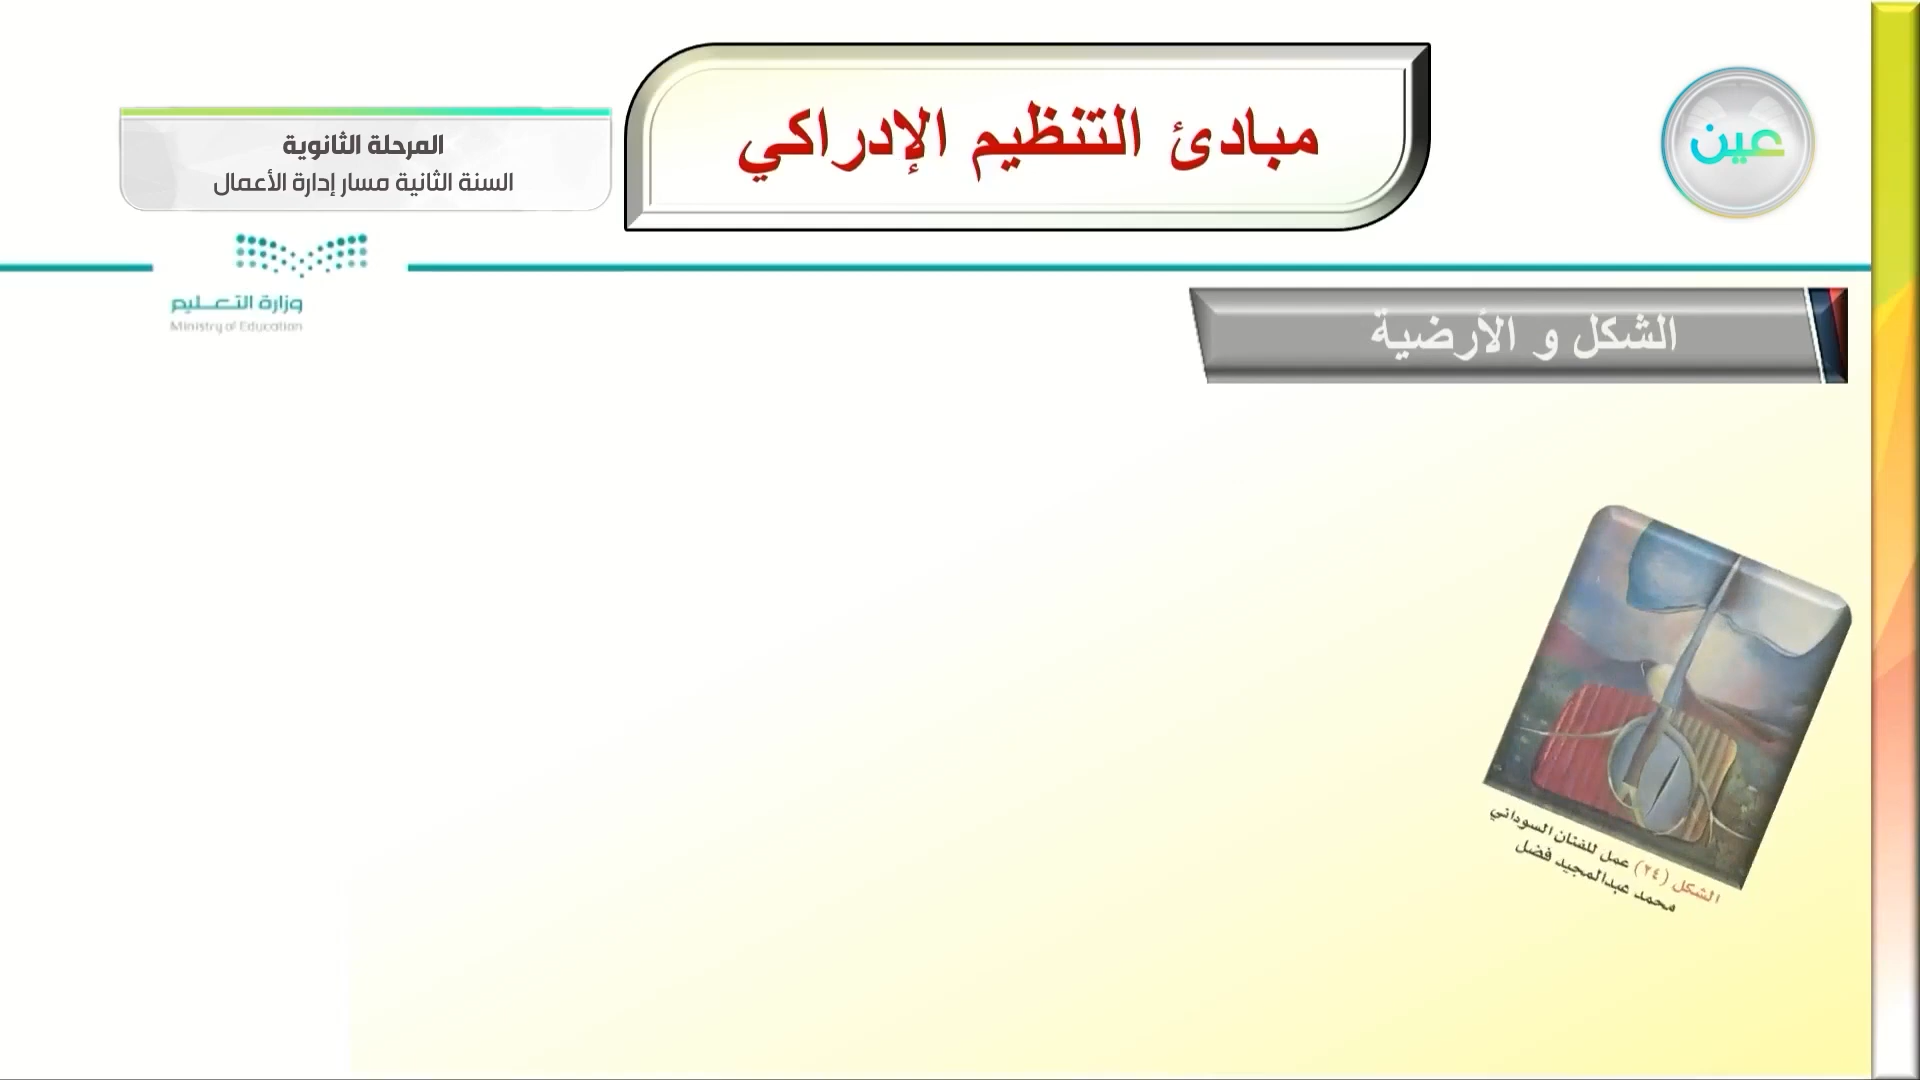 مبادئ التنظيم الإدراكي
عين
المرحلة الثانوية
السنة الثانية مسار إدارة الأعمال
وزارة التعليم
Ministry of Education
الشكل و الأرضية
الشكل (٢٤) عمل للفنان السوداني
محمد عبدالمجيد فضل